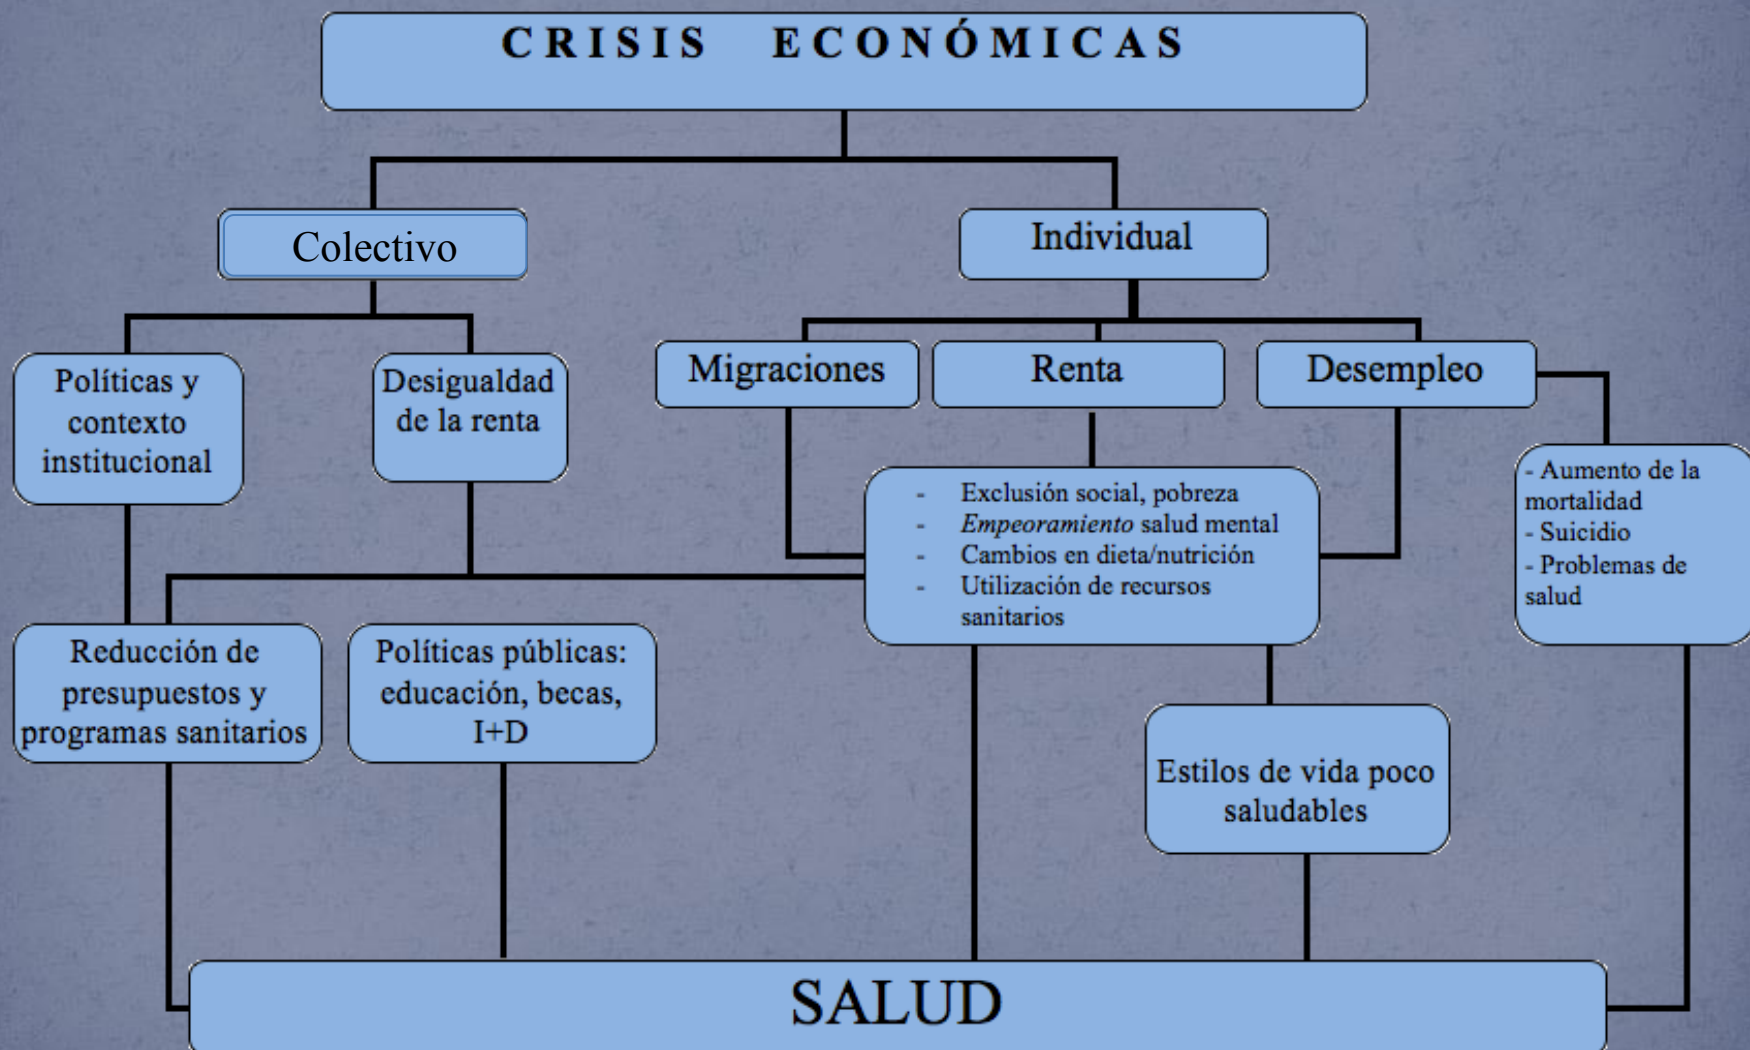 CRISIS ECONÓMICAS
Colectivo
Individual
Políticas y
contexto
institucional
Desigualdad
de la renta
Migraciones
Renta
Desempleo
- Exclusión social, pobreza
- Empeoramiento salud mental
- Cambios en dieta/nutrición
- Utilización de recursos
sanitarios
- Aumento de la
mortalidad
- Suicidio
- Problemas de
salud
Reducción de
presupuestos y
programas sanitarios
Políticas públicas:
educación, becas,
I+D
Estilos de vida poco
saludables
SALUD